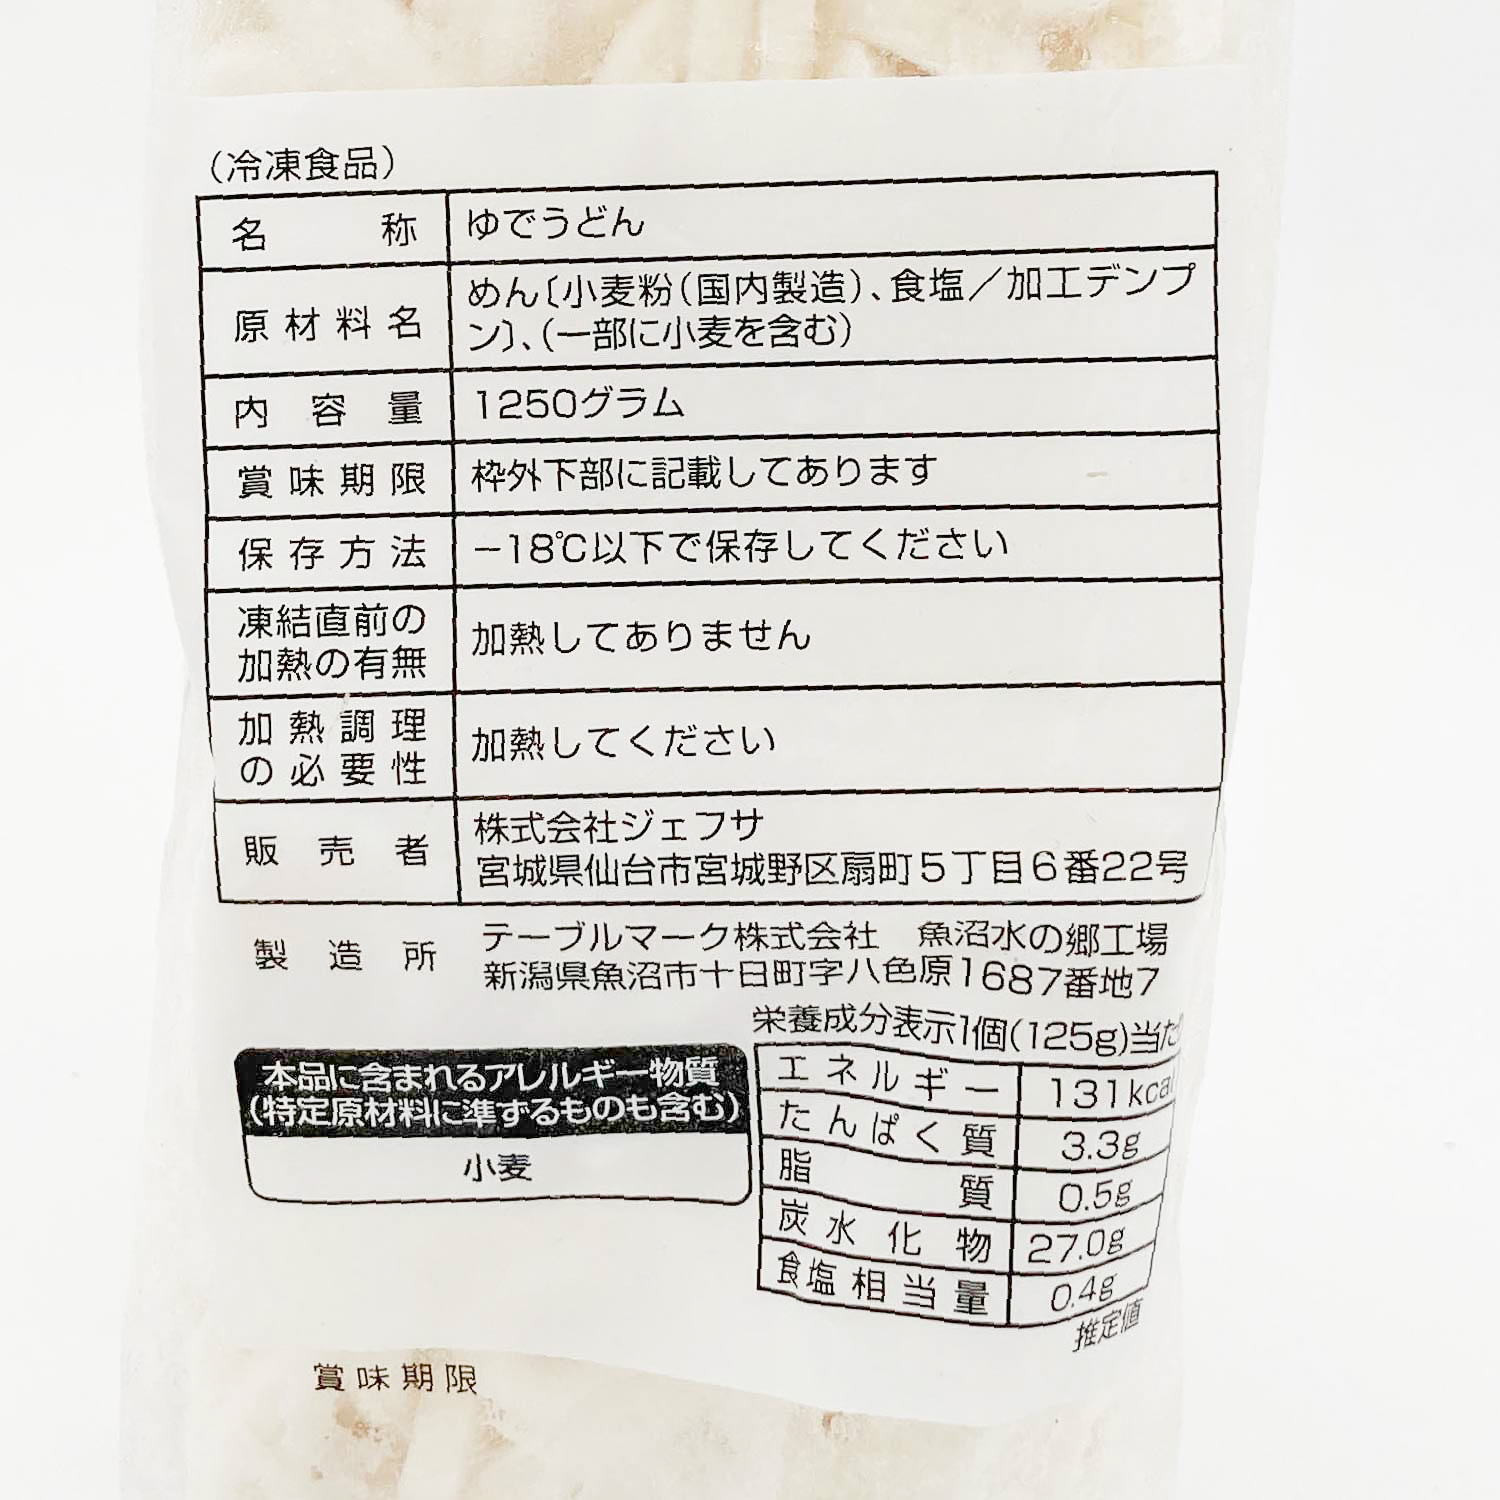 (冷凍食品)
名称 ゆでうどん
原材料名 めん〔小麦粉(国内製造)、食塩／加工デンプ
ン〕、(一部に小麦を含む)
内容量 1250グラム
賞味期限 枠外下部に記載してあります
保存方法 −18℃以下で保存してください
凍結直前の
加熱の有無 加熱してありません
加熱調理
の必要性 加熱してください
販売者 株式会社ジェフサ
宮城県仙台市宮城野区扇町5丁目6番22号
製造所 テーブルマーク株式会社 魚沼水の郷工場
新潟県魚沼市十日町字八色原1687番地7
本品に含まれるアレルギー物質
(特定原材料に準ずるものも含む)
小麦
栄養成分表示1個(125g)当た
エネルギー 131kcal
たんぱく質 3.3g
脂質 0.5g
炭水化物 27.0g
食塩相当量 0.4g
推定値
賞味期限